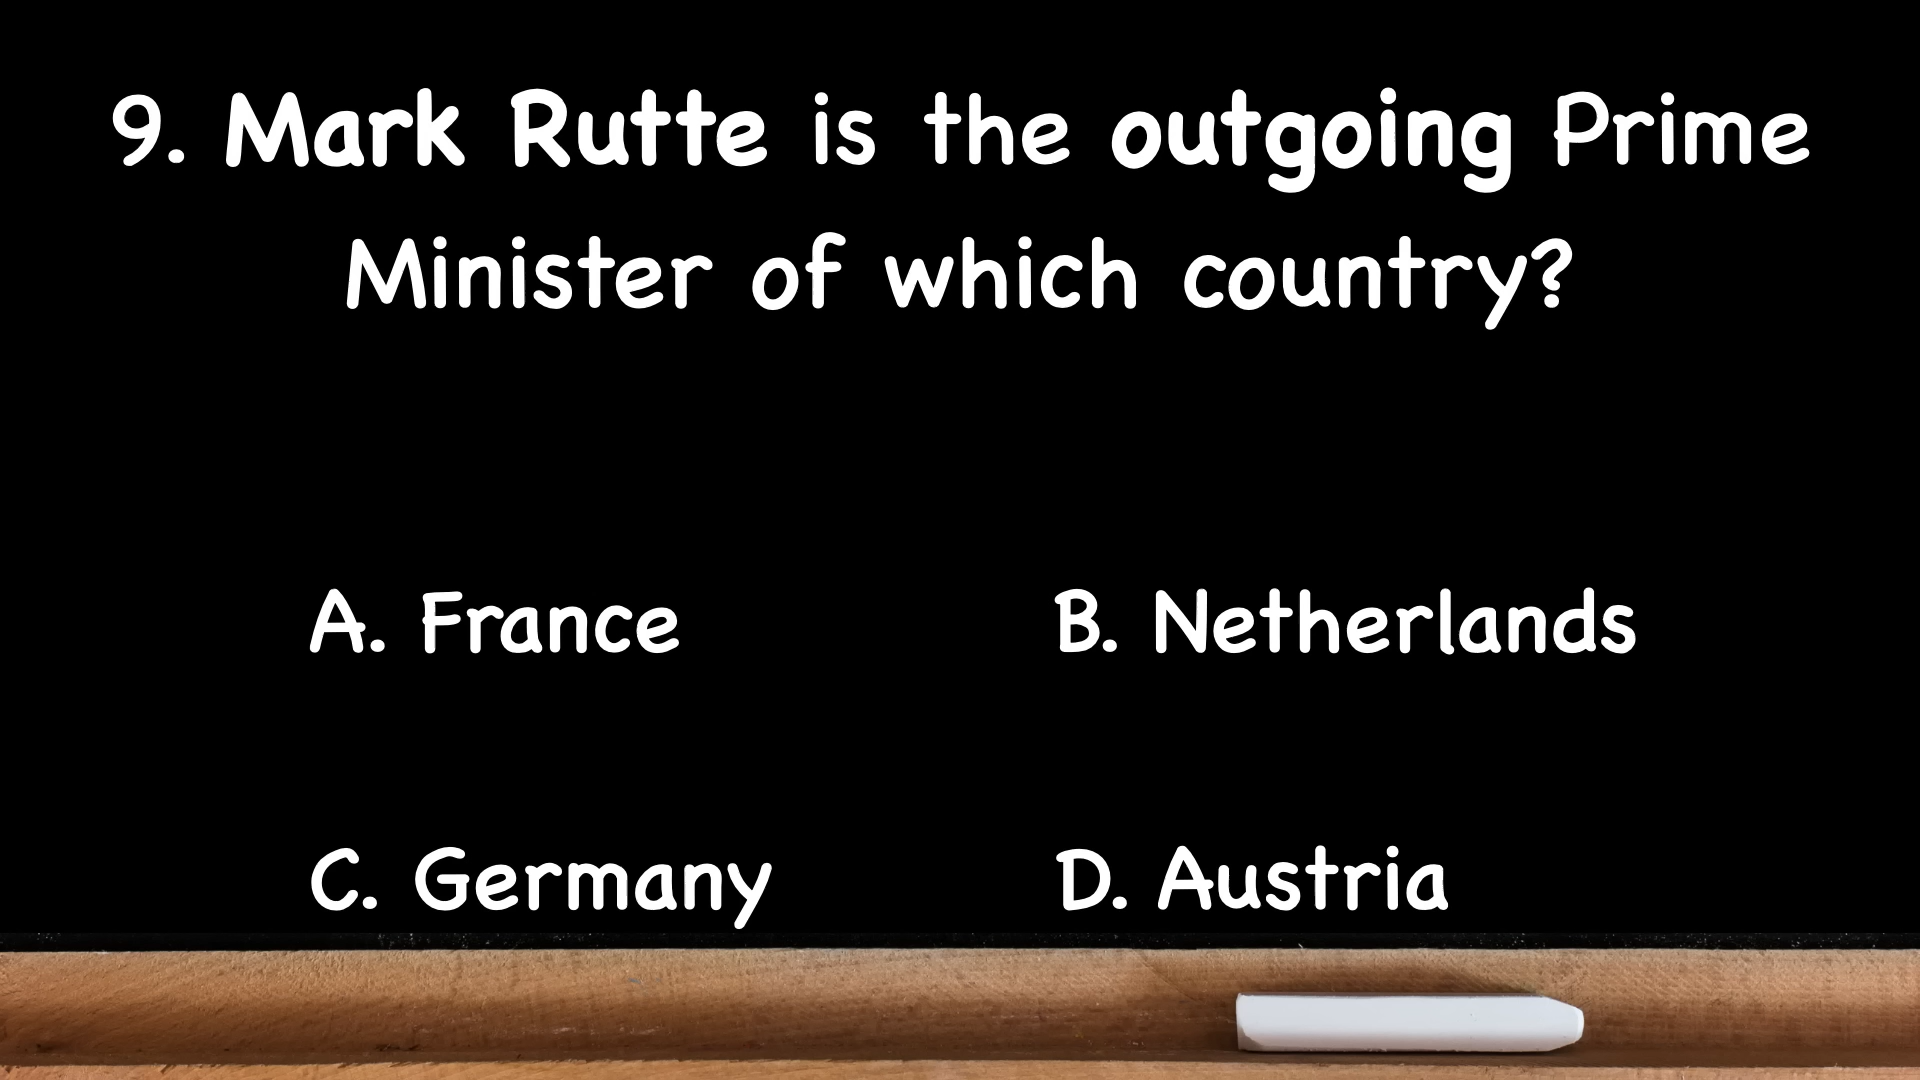 9. Mark Rutte is the outgoing Prime
Minister of which country?
A. France
B. Netherlands
C. Germany
D. Austria